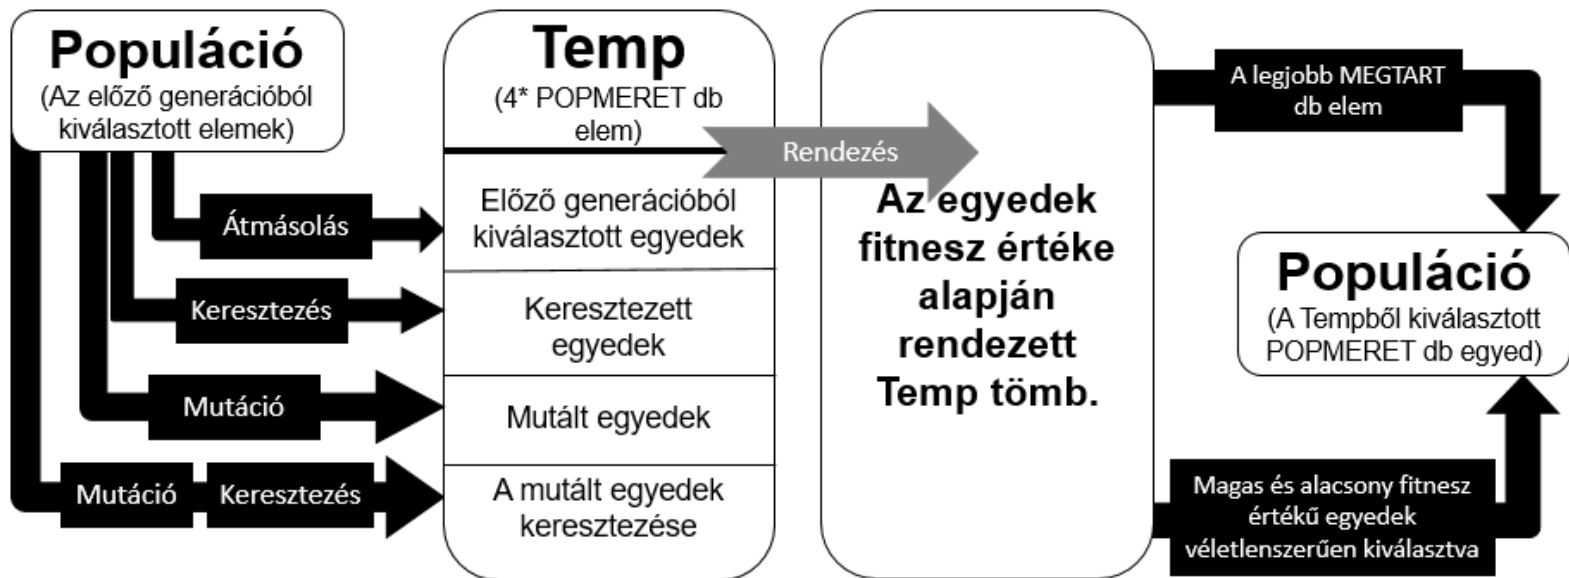 Populáció
(Az előző generációból
kiválasztott elemek)
Átmásolás
Keresztezés
Mutáció
Mutáció
Keresztezés
Temp
(4* POPMERET db
elem)
Előző generációból
kiválasztott egyedek
Keresztezett
egyedek
Mutált egyedek
A mutált egyedek
keresztezése
Rendezés
Az egyedek
fitnesz értéke
alapján
rendezett
Temp tömb.
A legjobb MEGTART
db elem
Populáció
(A Tempből kiválasztott
POPMERET db egyed)
Magas és alacsony fitnesz
értékű egyedek
véletlenszerűen kiválasztva